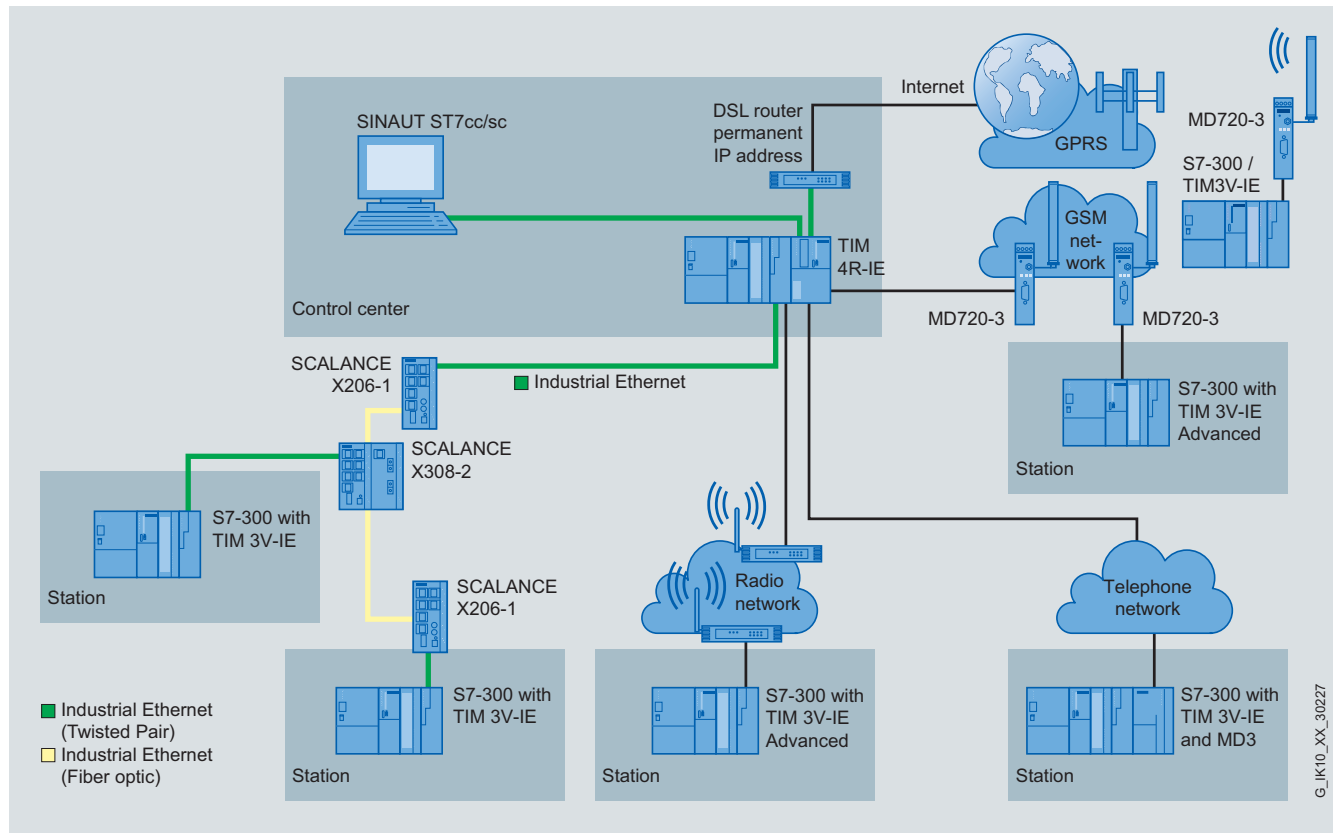 SINAUT ST7cc/sc
DSL router
permanent
IP address
Internet
GPRS
MD720-3
S7-300 /
TIM3V-IE
GSM
net-
work
TIM
4R-IE
MD720-3
MD720-3
Control center
SCALANCE
X206-1
Industrial Ethernet
S7-300 with
TIM 3V-IE
Advanced
Station
SCALANCE
X308-2
S7-300 with
TIM 3V-IE
Station
SCALANCE
X206-1
Radio
network
Telephone
network
S7-300 with
TIM 3V-IE
Station
S7-300 with
TIM 3V-IE
Advanced
Station
S7-300 with
TIM 3V-IE
and MD3
Station
Industrial Ethernet
(Twisted Pair)
Industrial Ethernet
(Fiber optic)
G_IK10_XX_30227